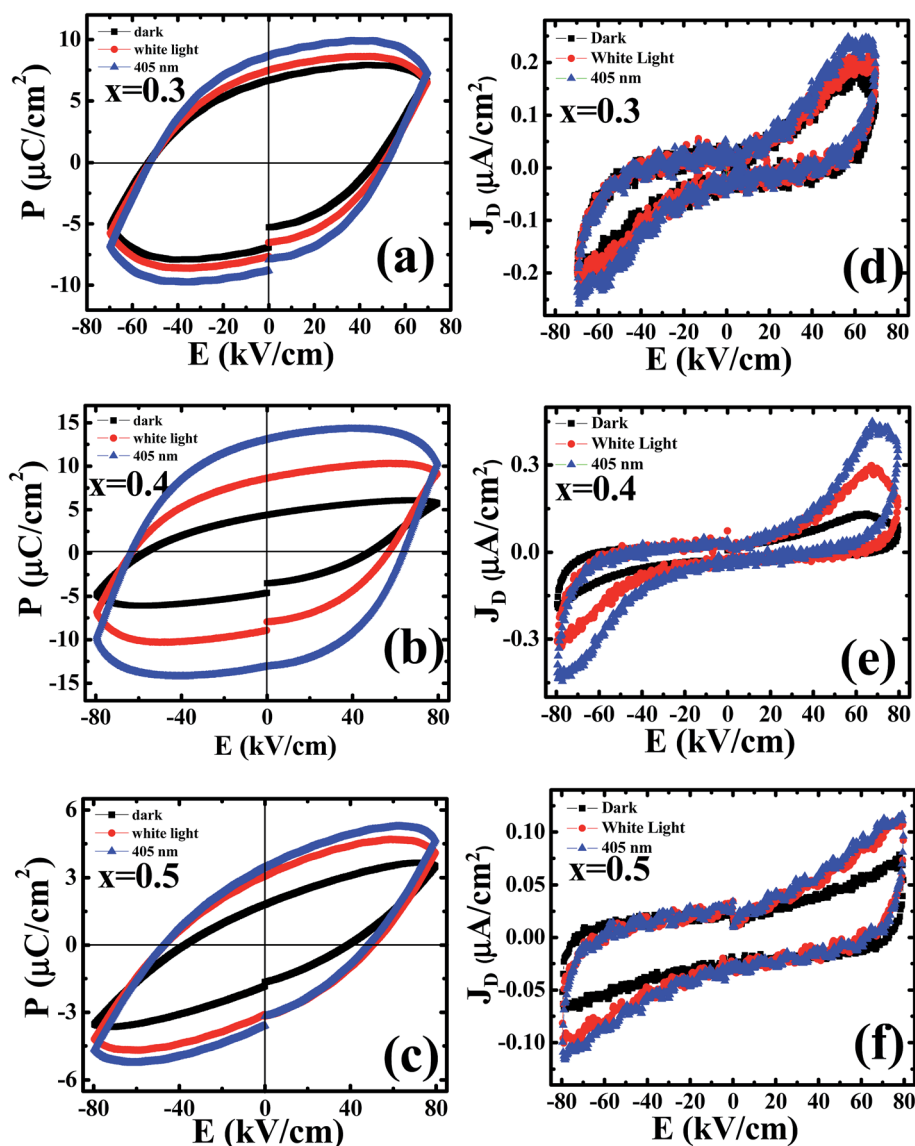 10
5
0
-5
-10
P (μC/cm²)
dark
white light
405 nm
x=0.3
(a)
-80 -60 -40 -20 0 20 40 60 80
E (kV/cm)
0.2
0.1
0.0
-0.1
-0.2
J_D (μA/cm²)
Dark
White Light
405 nm
x=0.3
(d)
-80 -60 -40 -20 0 20 40 60 80
E (kV/cm)
15
10
5
0
-5
-10
-15
P (μC/cm²)
dark
white light
405 nm
x=0.4
(b)
-80 -40 0 40 80
E (kV/cm)
0.3
0.0
-0.3
J_D (μA/cm²)
Dark
White Light
405 nm
x=0.4
(e)
-80 -60 -40 -20 0 20 40 60 80
E (kV/cm)
6
3
0
-3
-6
P (μC/cm²)
dark
white light
405 nm
x=0.5
(c)
-80 -40 0 40 80
E (kV/cm)
0.10
0.05
0.00
-0.05
-0.10
J_D (μA/cm²)
Dark
White Light
405 nm
x=0.5
(f)
-80 -60 -40 -20 0 20 40 60 80
E (kV/cm)